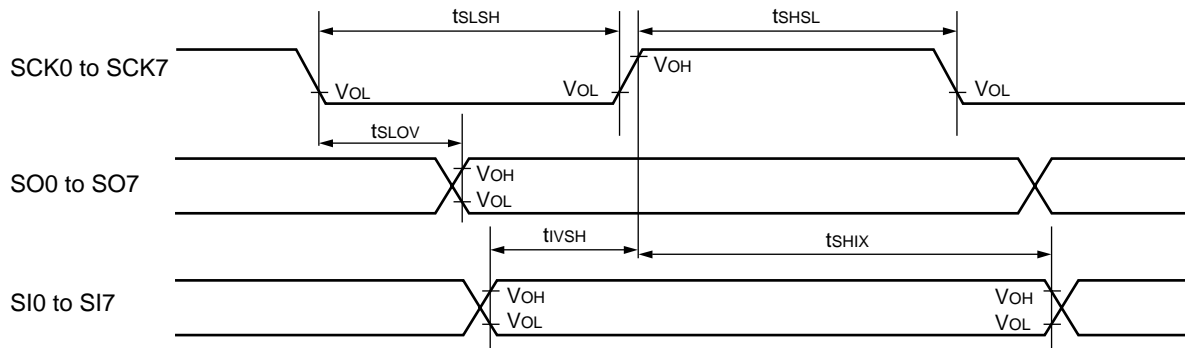 tSLSH
tSHSL
SCK0 to SCK7
VOH
VOL
VOL
VOL
tSLOV
SO0 to SO7
VOH
VOL
tIVSH
tSHIX
SI0 to SI7
VOH
VOH
VOL
VOL